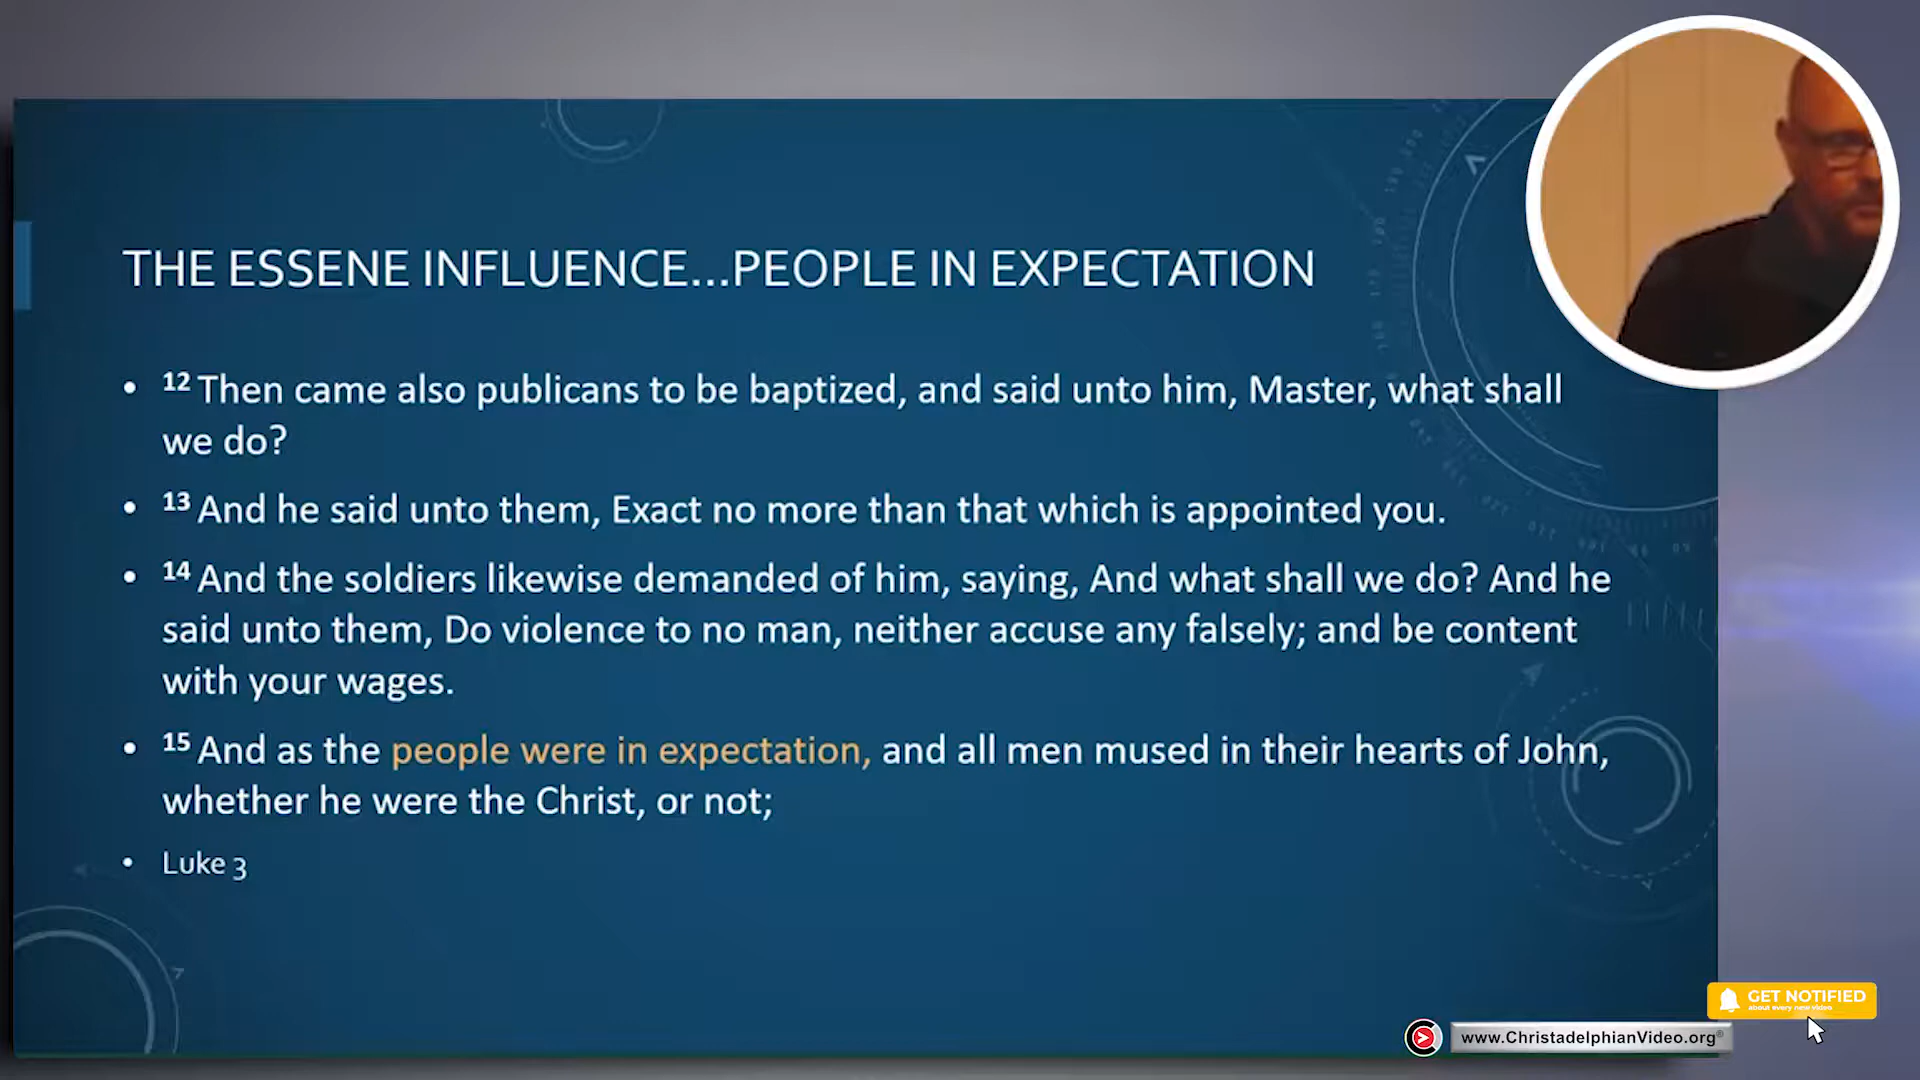 THE ESSENE INFLUENCE...PEOPLE IN EXPECTATION
• 12 Then came also publicans to be baptized, and said unto him, Master, what shall
we do?
• 13 And he said unto them, Exact no more than that which is appointed you.
• 14 And the soldiers likewise demanded of him, saying, And what shall we do? And he
said unto them, Do violence to no man, neither accuse any falsely; and be content
with your wages.
• 15 And as the people were in expectation, and all men mused in their hearts of John,
whether he were the Christ, or not;
• Luke 3
GET NOTIFIED
about every new video
www.ChristadelphianVideo.org®